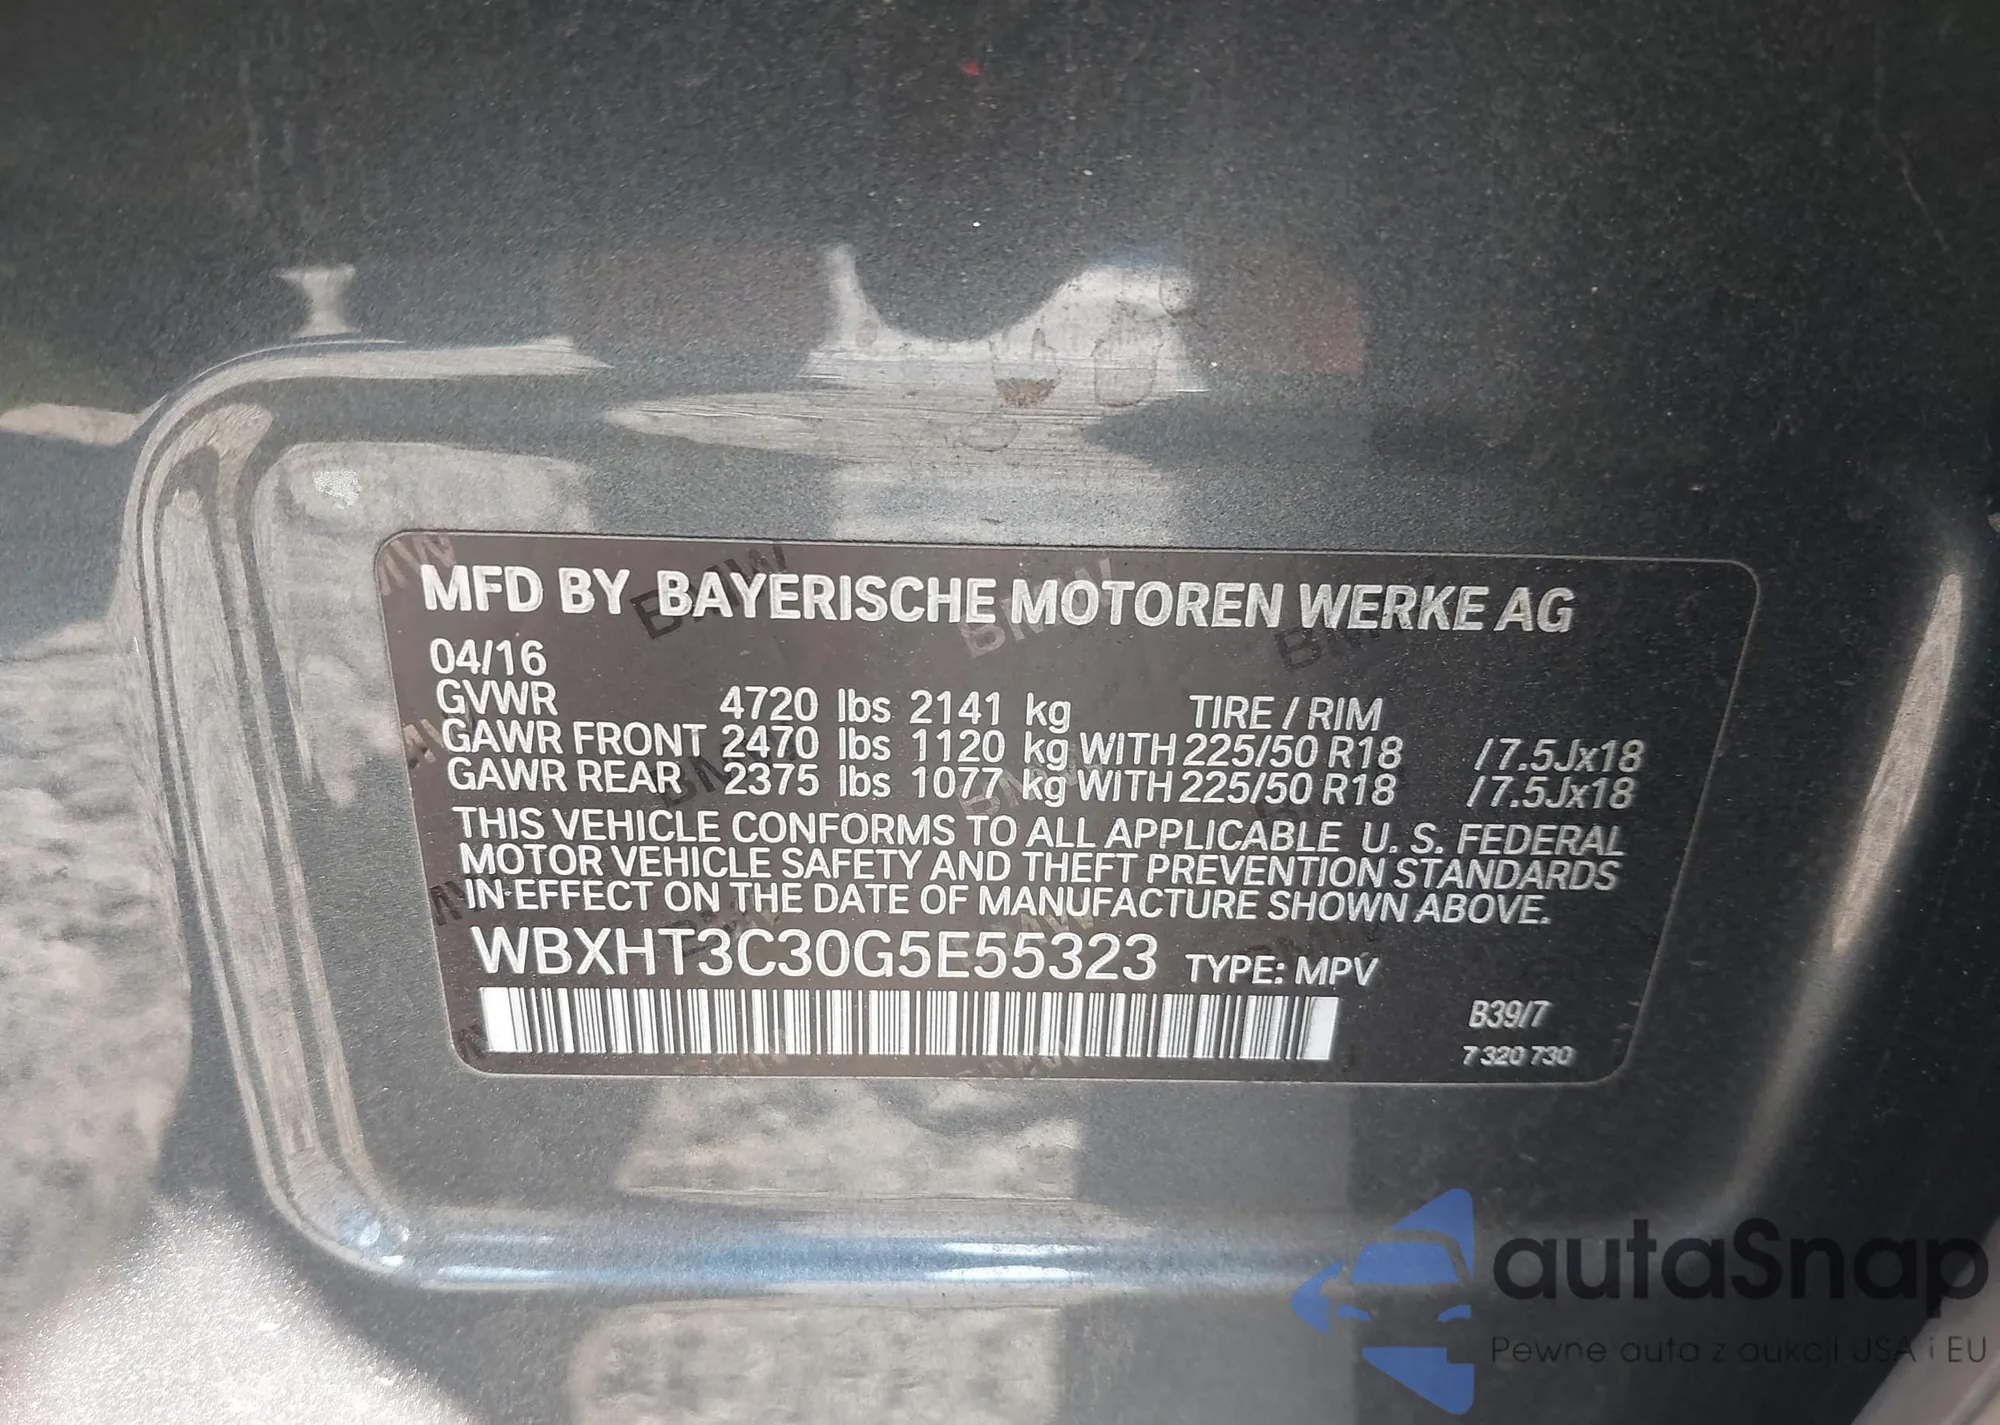 MFD BY BAYERISCHE MOTOREN WERKE AG
04/16
GVWR 4720 lbs 2141 kg TIRE / RIM
GAWR FRONT 2470 lbs 1120 kg WITH 225/50 R18 /7.5Jx18
GAWR REAR 2375 lbs 1077 kg WITH 225/50 R18 /7.5Jx18
THIS VEHICLE CONFORMS TO ALL APPLICABLE U. S. FEDERAL
MOTOR VEHICLE SAFETY AND THEFT PREVENTION STANDARDS
IN EFFECT ON THE DATE OF MANUFACTURE SHOWN ABOVE.
WBXHT3C30G5E55323 TYPE: MPV
B39/7
7 320 730
autaSnap
Pewne auta z aukcji USA i EU